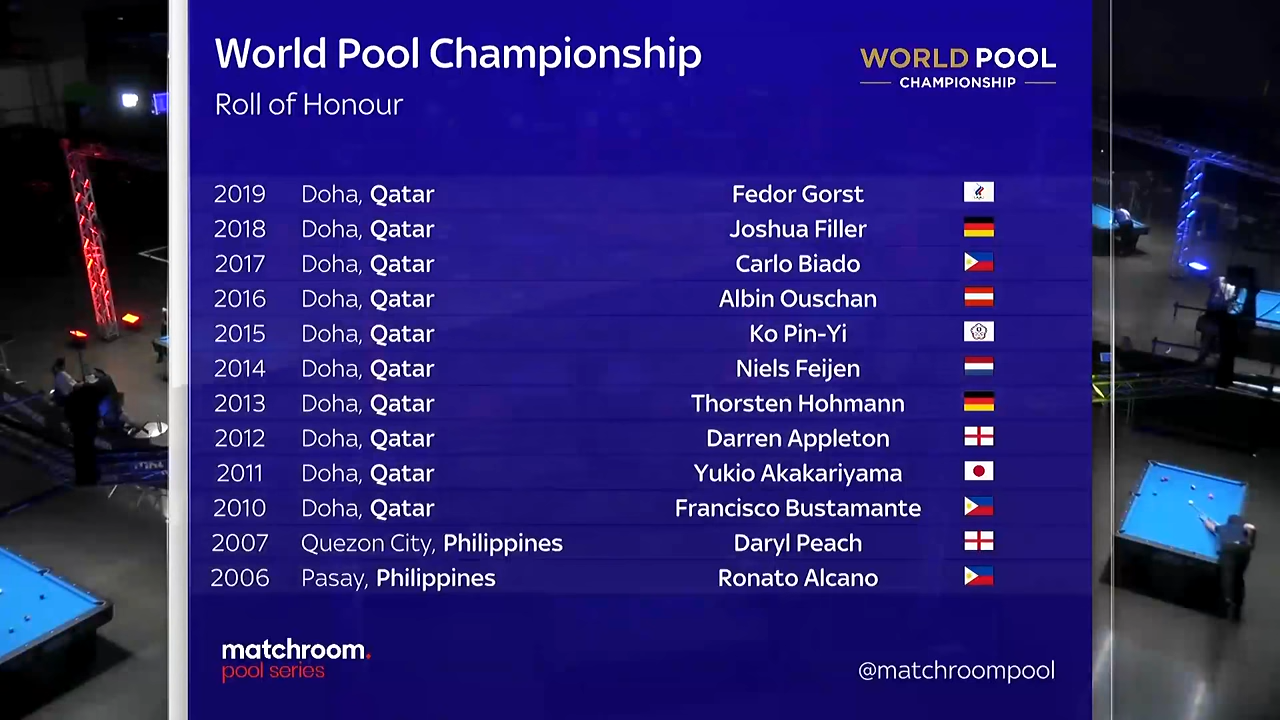 World Pool Championship
Roll of Honour
WORLD POOL
CHAMPIONSHIP
2019 Doha, Qatar Fedor Gorst
2018 Doha, Qatar Joshua Filler
2017 Doha, Qatar Carlo Biado
2016 Doha, Qatar Albin Ouschan
2015 Doha, Qatar Ko Pin-Yi
2014 Doha, Qatar Niels Feijen
2013 Doha, Qatar Thorsten Hohmann
2012 Doha, Qatar Darren Appleton
2011 Doha, Qatar Yukio Akakariyama
2010 Doha, Qatar Francisco Bustamante
2007 Quezon City, Philippines Daryl Peach
2006 Pasay, Philippines Ronato Alcano
matchroom.
pool series
@matchroompool